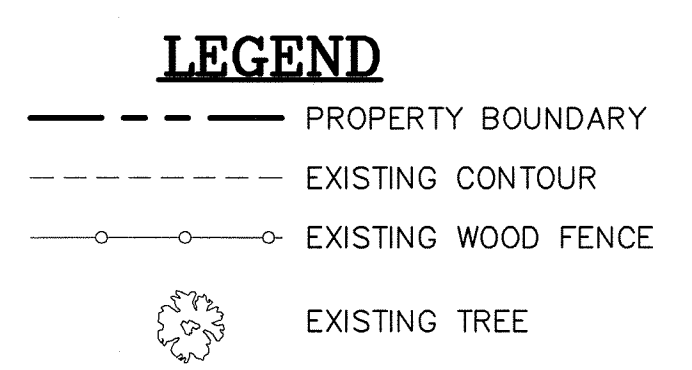 LEGEND
PROPERTY BOUNDARY
EXISTING CONTOUR
EXISTING WOOD FENCE
EXISTING TREE